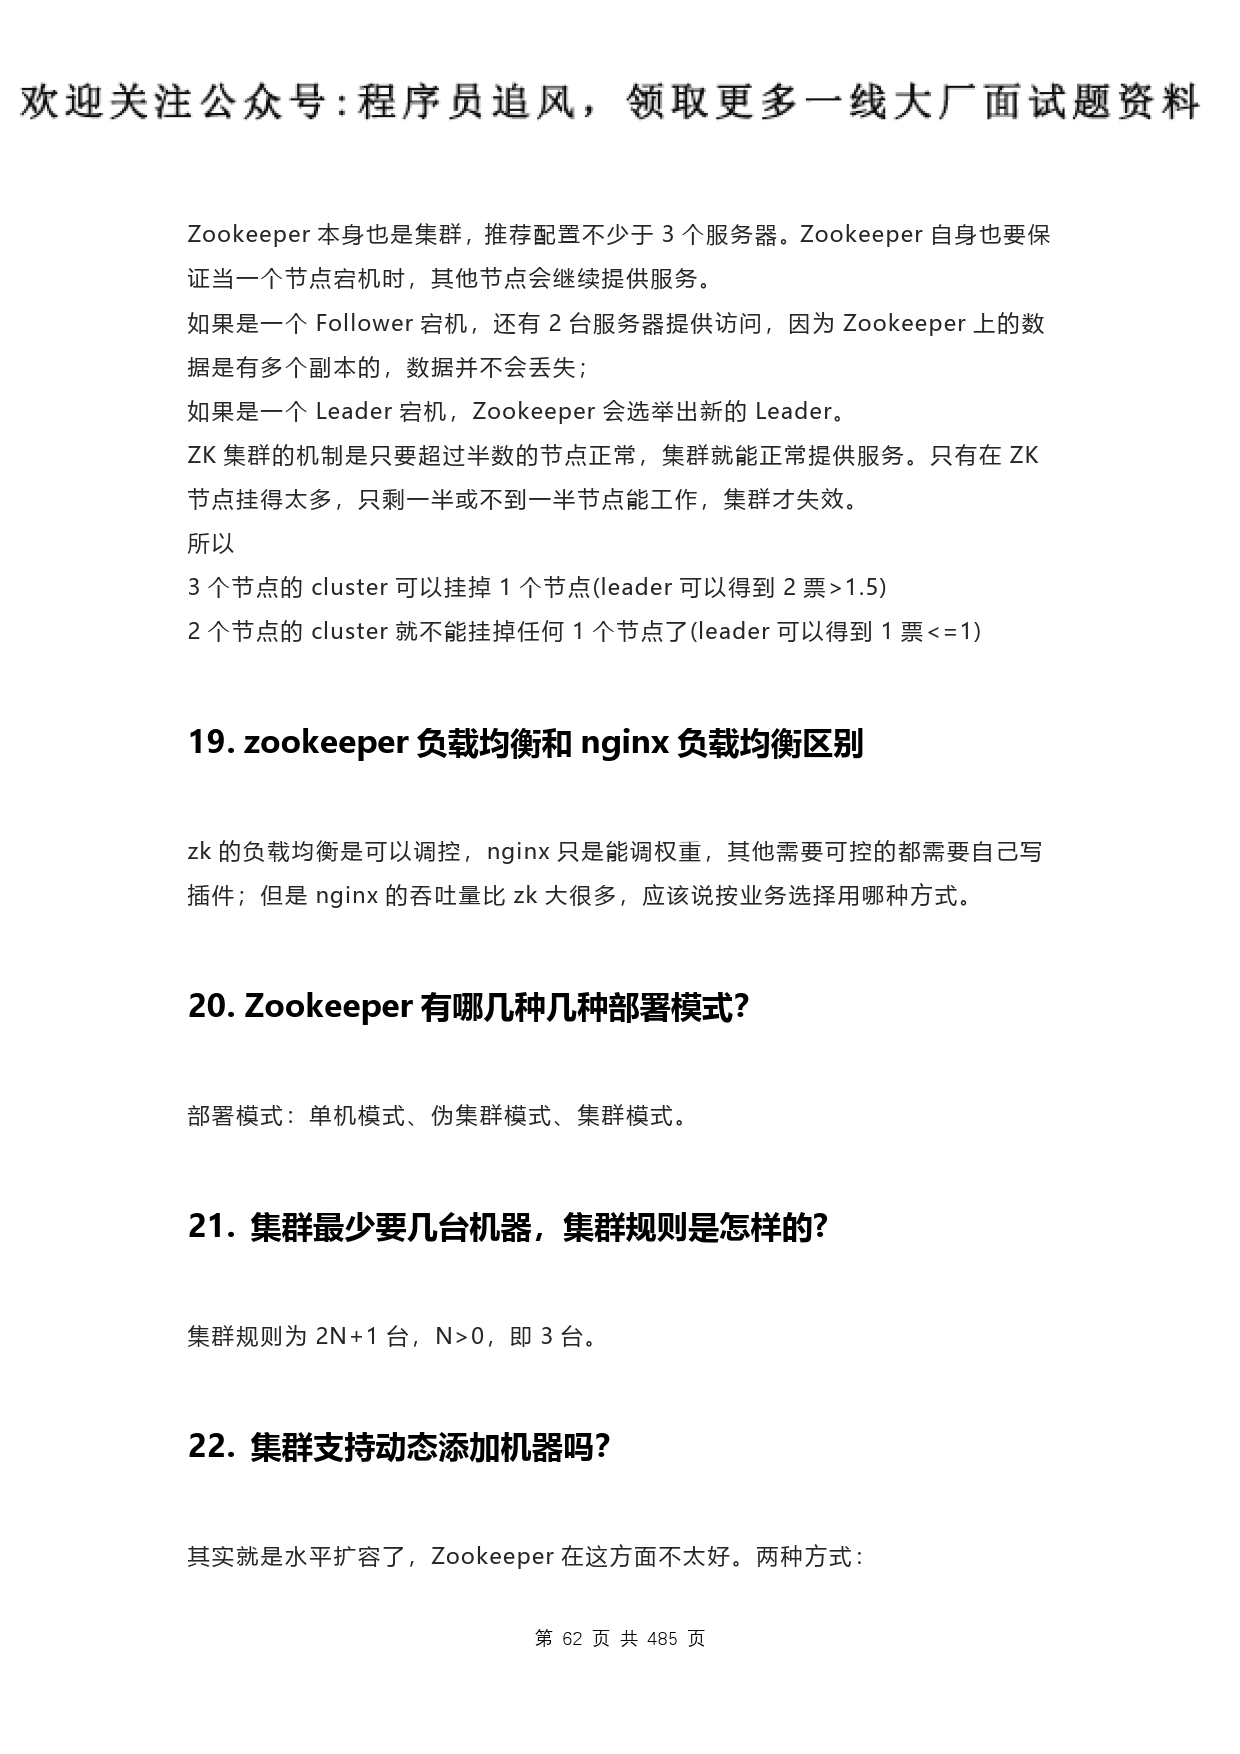 欢迎关注公众号:程序员追风，领取更多一线大厂面试题资料
Zookeeper 本身也是集群，推荐配置不少于 3 个服务器。Zookeeper 自身也要保
证当一个节点宕机时，其他节点会继续提供服务。
如果是一个 Follower 宕机，还有 2 台服务器提供访问，因为 Zookeeper 上的数
据是有多个副本的，数据并不会丢失；
如果是一个 Leader 宕机，Zookeeper 会选举出新的 Leader。
ZK 集群的机制是只要超过半数的节点正常，集群就能正常提供服务。只有在 ZK
节点挂得太多，只剩一半或不到一半节点能工作，集群才失效。
所以
3 个节点的 cluster 可以挂掉 1 个节点(leader 可以得到 2 票>1.5)
2 个节点的 cluster 就不能挂掉任何 1 个节点了(leader 可以得到 1 票<=1)
19. zookeeper 负载均衡和 nginx 负载均衡区别
zk 的负载均衡是可以调控，nginx 只是能调权重，其他需要可控的都需要自己写
插件；但是 nginx 的吞吐量比 zk 大很多，应该说按业务选择用哪种方式。
20. Zookeeper 有哪几种几种部署模式？
部署模式：单机模式、伪集群模式、集群模式。
21. 集群最少要几台机器，集群规则是怎样的?
集群规则为 2N+1 台，N>0，即 3 台。
22. 集群支持动态添加机器吗？
其实就是水平扩容了，Zookeeper 在这方面不太好。两种方式：
第 62 页 共 485 页